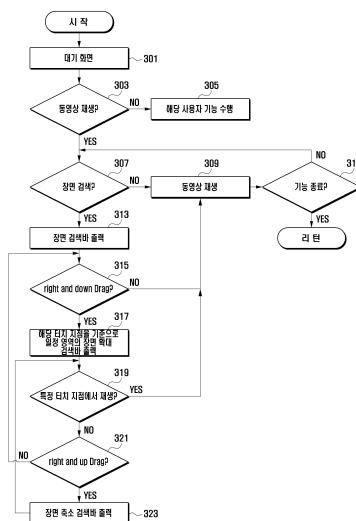 시 작
대기 화면
301
303
동영상 재생?
NO
305
해당 사용자 기능 수행
YES
NO
307
장면 검색?
NO
309
동영상 재생
기능 종료?
YES
YES
313
장면 검색바 출력
리 턴
315
right and down Drag?
NO
YES
317
해당 터치 지점을 기준으로
일정 영역의 장면 확대
검색바 출력
319
특정 터치 지점에서 재생?
YES
NO
321
right and up Drag?
NO
YES
장면 축소 검색바 출력
323